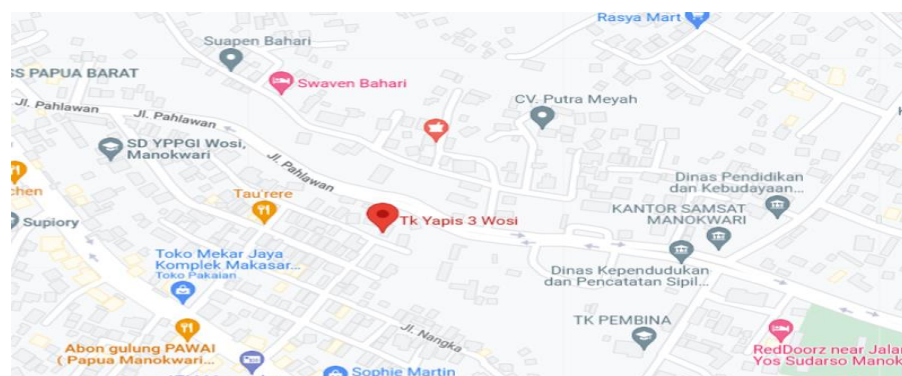 Rasya Mart
Suapen Bahari
SS PAPUA BARAT
Swaven Bahari
CV. Putra Meyah
Jl. Pahlawan
Jl. Pahlawan
SD YPPGI Wosi,
Manokwari
Jl. Pahlawan
Dinas Pendidikan
dan Kebudayaan...
chen
Tau'rere
Tk Yapis 3 Wosi
KANTOR SAMSAT
MANOKWARI
Supiory
Toko Mekar Jaya
Komplek Makasar...
Toko Pakaian
Dinas Kependudukan
dan Pencatatan Sipil...
Jl. Nangka
TK PEMBINA
Abon gulung PAWAI
( Papua Manokwari...
RedDoorz near Jalan
Yos Sudarso Manok
Sophie Martin